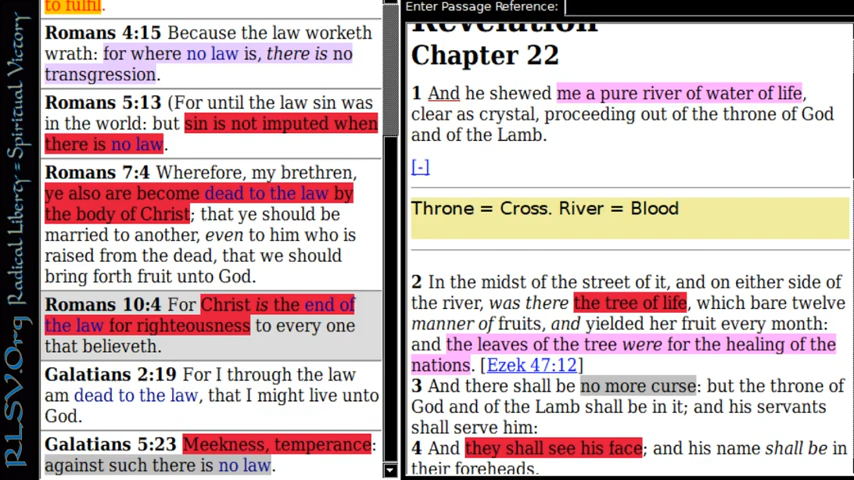 RLSV.Org Radical Liberty = Spiritual Victory
to fulfil.
Romans 4:15 Because the law worketh
wrath: for where no law is, there is no
transgression.
Romans 5:13 (For until the law sin was
in the world: but sin is not imputed when
there is no law.
Romans 7:4 Wherefore, my brethren,
ye also are become dead to the law by
the body of Christ; that ye should be
married to another, even to him who is
raised from the dead, that we should
bring forth fruit unto God.
Romans 10:4 For Christ is the end of
the law for righteousness to every one
that believeth.
Galatians 2:19 For I through the law
am dead to the law, that I might live unto
God.
Galatians 5:23 Meekness, temperance:
against such there is no law.
Enter Passage Reference:
Revelation
Chapter 22
1 And he shewed me a pure river of water of life,
clear as crystal, proceeding out of the throne of God
and of the Lamb.
[-]
Throne = Cross. River = Blood
2 In the midst of the street of it, and on either side of
the river, was there the tree of life, which bare twelve
manner of fruits, and yielded her fruit every month:
and the leaves of the tree were for the healing of the
nations. [Ezek 47:12]
3 And there shall be no more curse: but the throne of
God and of the Lamb shall be in it; and his servants
shall serve him:
4 And they shall see his face; and his name shall be in
their foreheads.